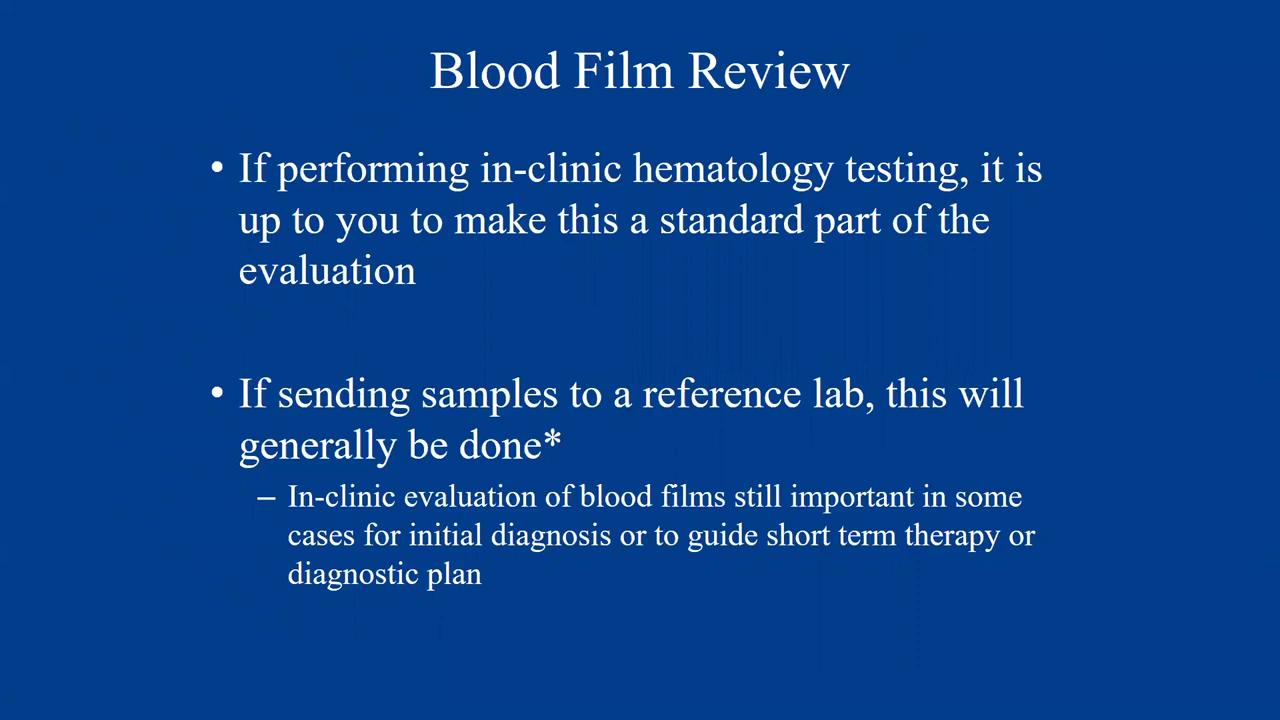 Blood Film Review
• If performing in-clinic hematology testing, it is
up to you to make this a standard part of the
evaluation
• If sending samples to a reference lab, this will
generally be done*
– In-clinic evaluation of blood films still important in some
cases for initial diagnosis or to guide short term therapy or
diagnostic plan